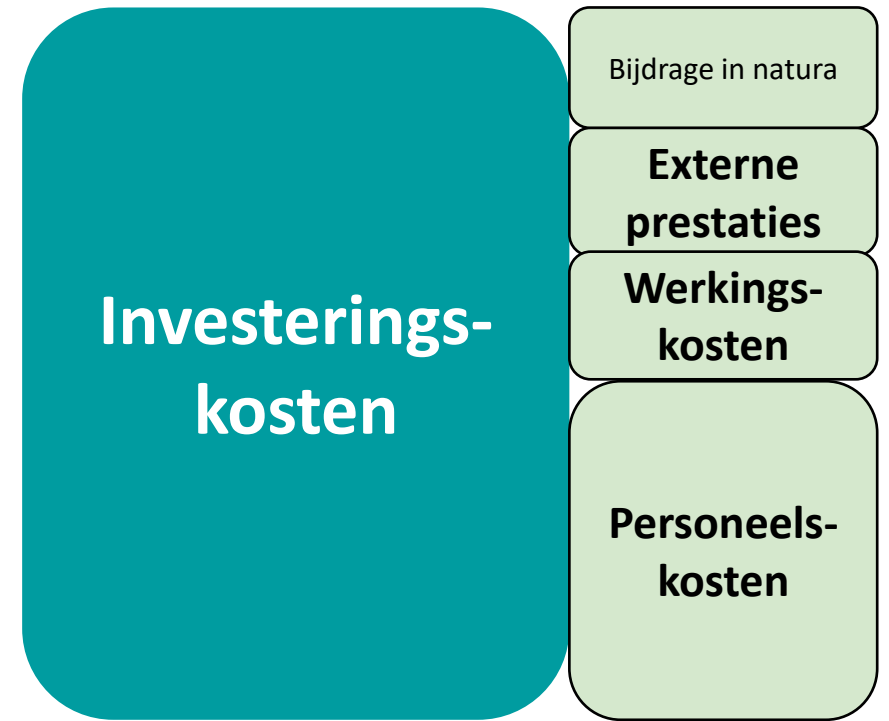 Investerings-
kosten
Bijdrage in natura
Externe
prestaties
Werkings-
kosten
Personeels-
kosten